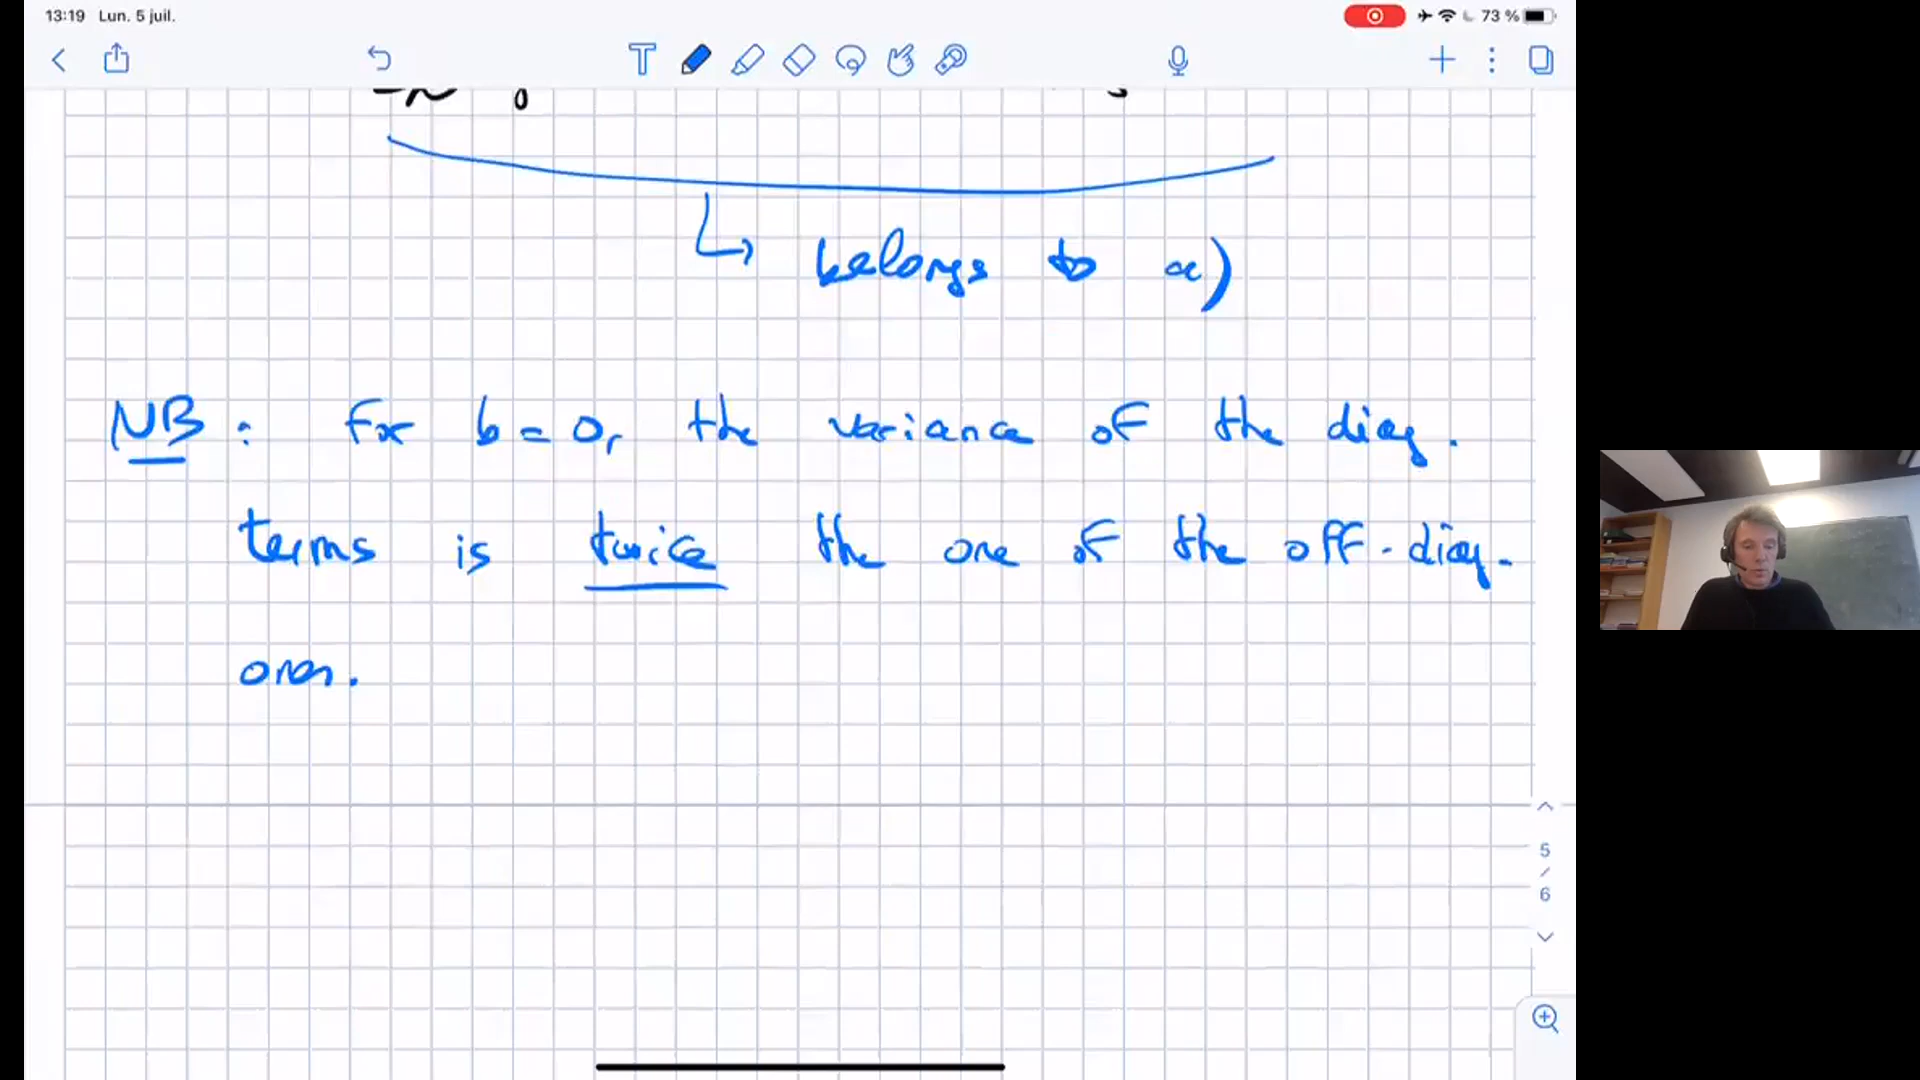 13:19 Lun. 5 juil. 73 %
belongs to a)
NB : For b = 0, the variance of the diag.
terms is twice the one of the off-diag.
ones.
5
/
6